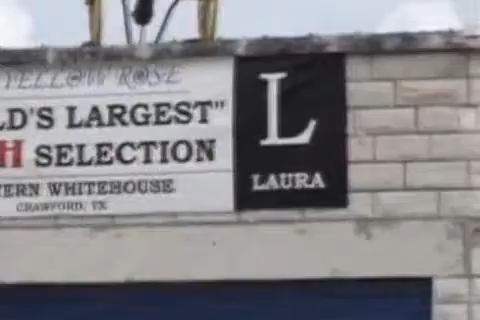 YELLOW ROSE
LD'S LARGEST"
H SELECTION
ERN WHITEHOUSE
CRAWFORD, TX
L
LAURA